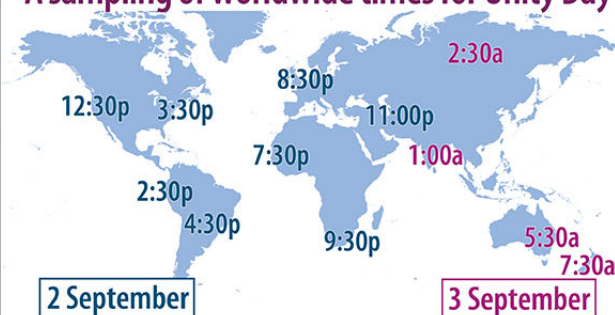 A sampling of worldwide times for Unity Day
2:30a
8:30p
12:30p 3:30p
11:00p
7:30p
1:00a
2:30p
4:30p
9:30p
5:30a
7:30a
2 September
3 September